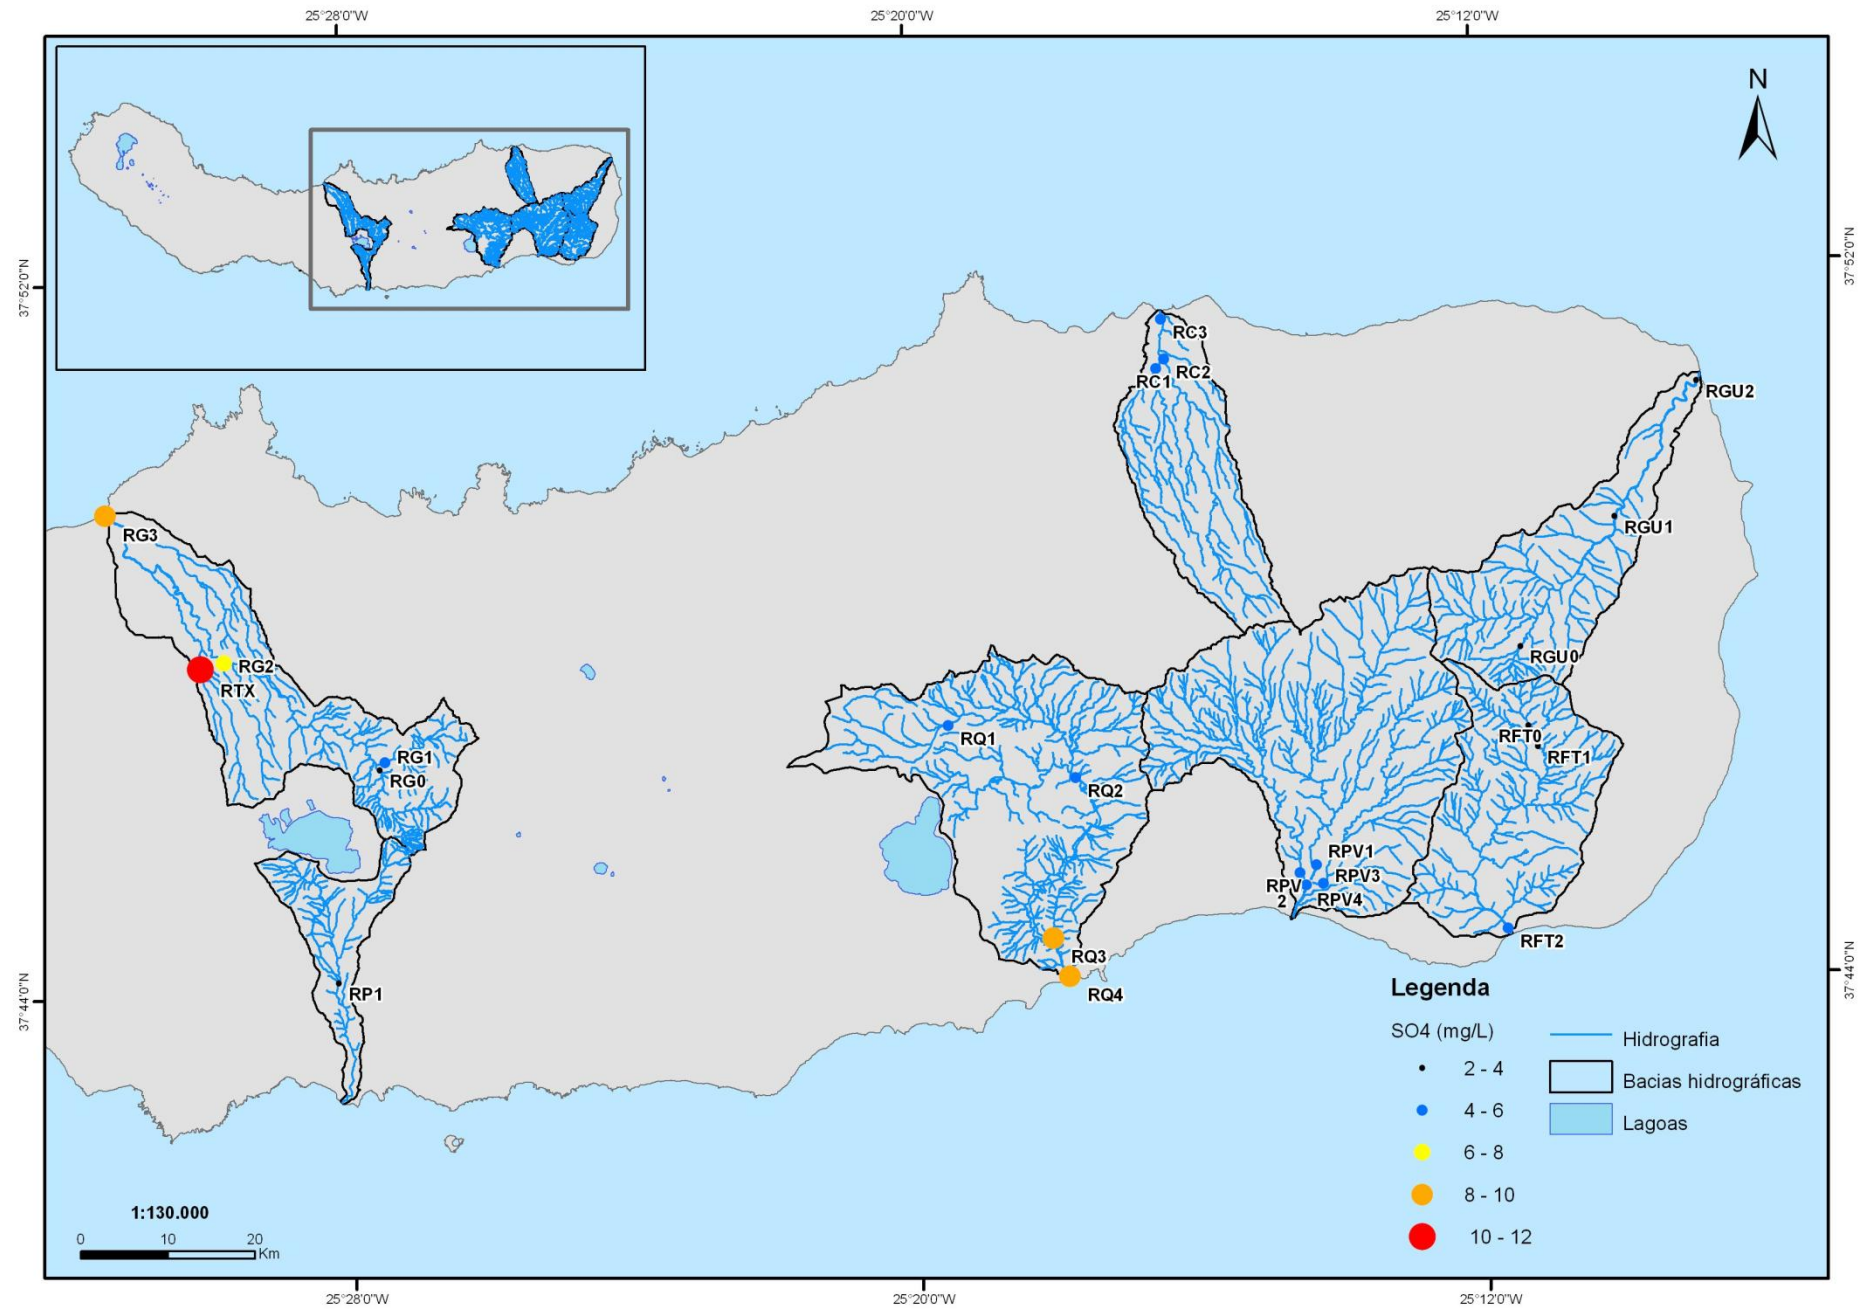 25°28'0"W
25°20'0"W
25°12'0"W
N
37°52'0"N
37°52'0"N
RC3
RC2
RC1
RGU2
RG3
RGU1
RG2
RTX
RGU0
RQ1
RFT0
RFT1
RG1
RG0
RQ2
RPV1
RPV3
RPV
2
RPV4
RFT2
RQ3
RQ4
RP1
37°44'0"N
37°44'0"N
Legenda
SO4 (mg/L)
2 - 4
4 - 6
6 - 8
8 - 10
10 - 12
Hidrografia
Bacias hidrográficas
Lagoas
1:130.000
0 10 20
Km
25°28'0"W
25°20'0"W
25°12'0"W